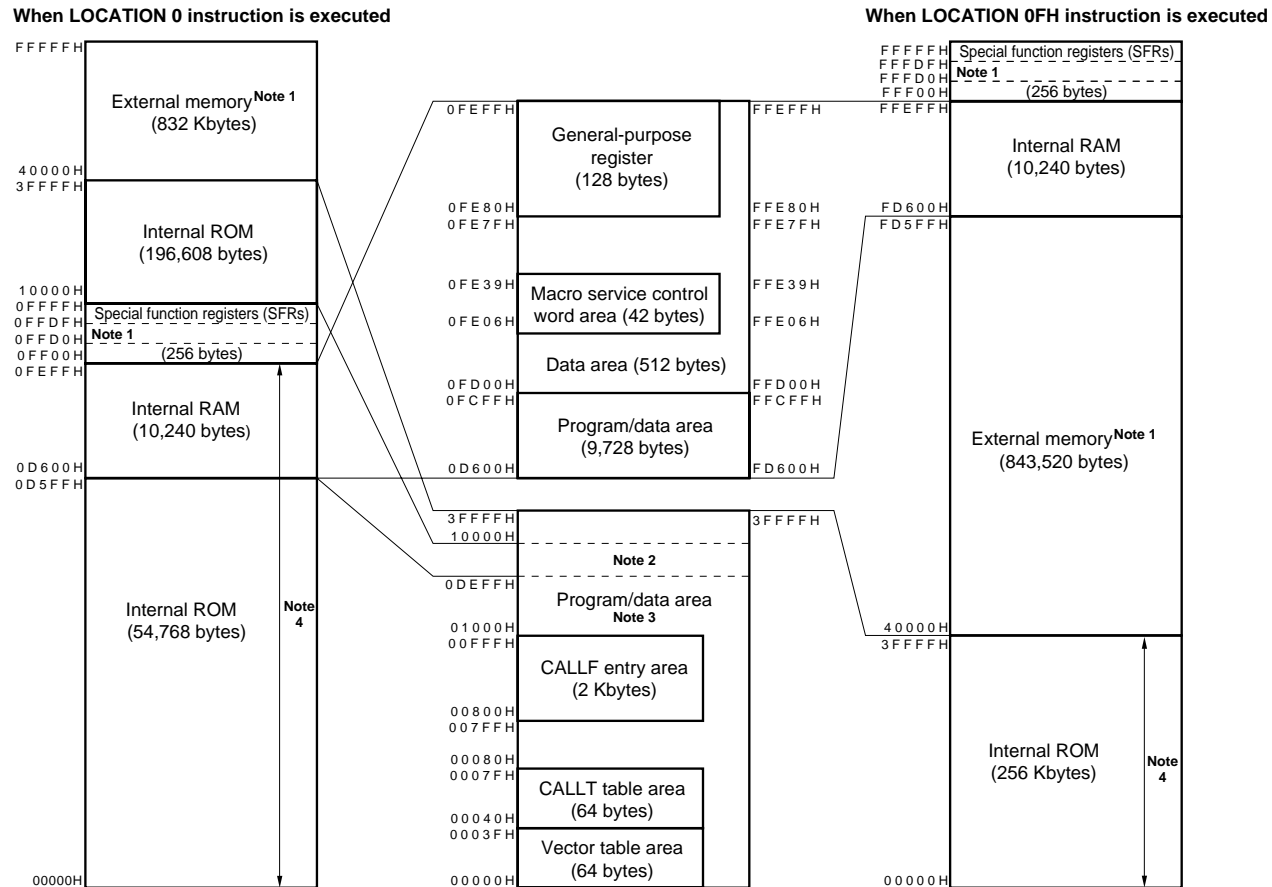 When LOCATION 0 instruction is executed
FFFFFH
External memory Note 1
(832 Kbytes)
40000H
3FFFFH
Internal ROM
(196,608 bytes)
10000H
0FFFFH
Special function registers (SFRs)
0FFDFH
Note 1
0FFD0H
0FF00H
(256 bytes)
0FEFFH
Internal RAM
(10,240 bytes)
0D600H
0D5FFH
Internal ROM
(54,768 bytes)
Note
4
00000H
0FEFFH
FFEFFH
General-purpose
register
(128 bytes)
0FE80H
FFE80H
0FE7FH
FFE7FH
0FE39H
FFE39H
Macro service control
word area (42 bytes)
0FE06H
FFE06H
Data area (512 bytes)
0FD00H
FFD00H
0FCFFH
FFCFFH
Program/data area
(9,728 bytes)
0D600H
FD600H
3FFFFH
3FFFFH
10000H
Note 2
0DEFFH
Program/data area
Note 3
01000H
00FFFH
CALLF entry area
(2 Kbytes)
00800H
007FFH
00080H
0007FH
CALLT table area
(64 bytes)
00040H
0003FH
Vector table area
(64 bytes)
00000H
When LOCATION 0FH instruction is executed
FFFFFH
Special function registers (SFRs)
FFFDFH
Note 1
FFFD0H
FFF00H
(256 bytes)
FFEFFH
Internal RAM
(10,240 bytes)
FD600H
FD5FFH
External memory Note 1
(843,520 bytes)
40000H
3FFFFH
Internal ROM
(256 Kbytes)
Note
4
00000H